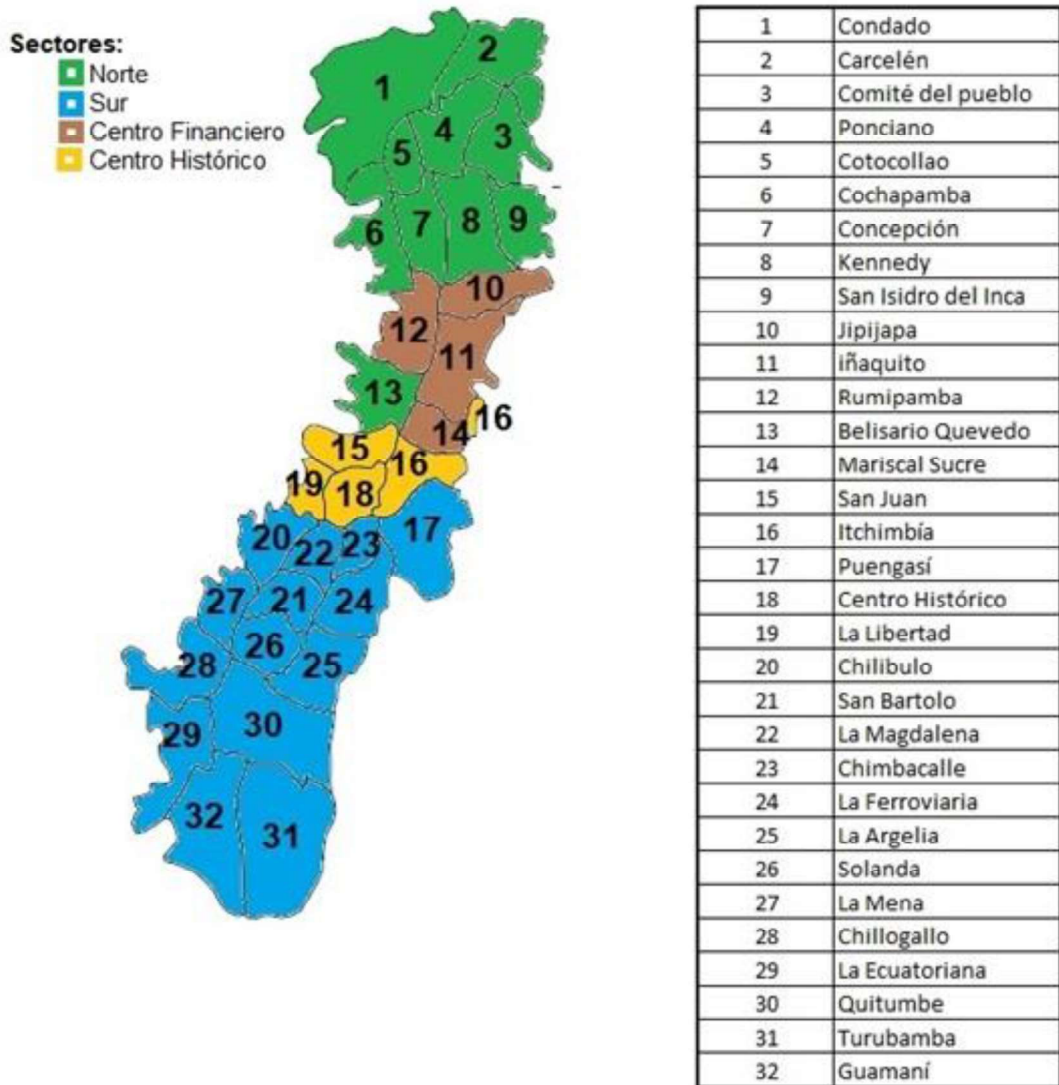 Sectores:
Norte
Sur
Centro Financiero
Centro Histórico
1
2
3
4
5
6
7
8
9
10
12
11
13
16
14
15
16
19
18
17
20
22
23
27
21
24
26
28
25
30
29
32
31
1 Condado
2 Carcelén
3 Comité del pueblo
4 Ponciano
5 Cotocollao
6 Cochapamba
7 Concepción
8 Kennedy
9 San Isidro del Inca
10 Jipijapa
11 iñaquito
12 Rumipamba
13 Belisario Quevedo
14 Mariscal Sucre
15 San Juan
16 Itchimbía
17 Puengasí
18 Centro Histórico
19 La Libertad
20 Chilibulo
21 San Bartolo
22 La Magdalena
23 Chimbacalle
24 La Ferroviaria
25 La Argelia
26 Solanda
27 La Mena
28 Chillogallo
29 La Ecuatoriana
30 Quitumbe
31 Turubamba
32 Guamaní